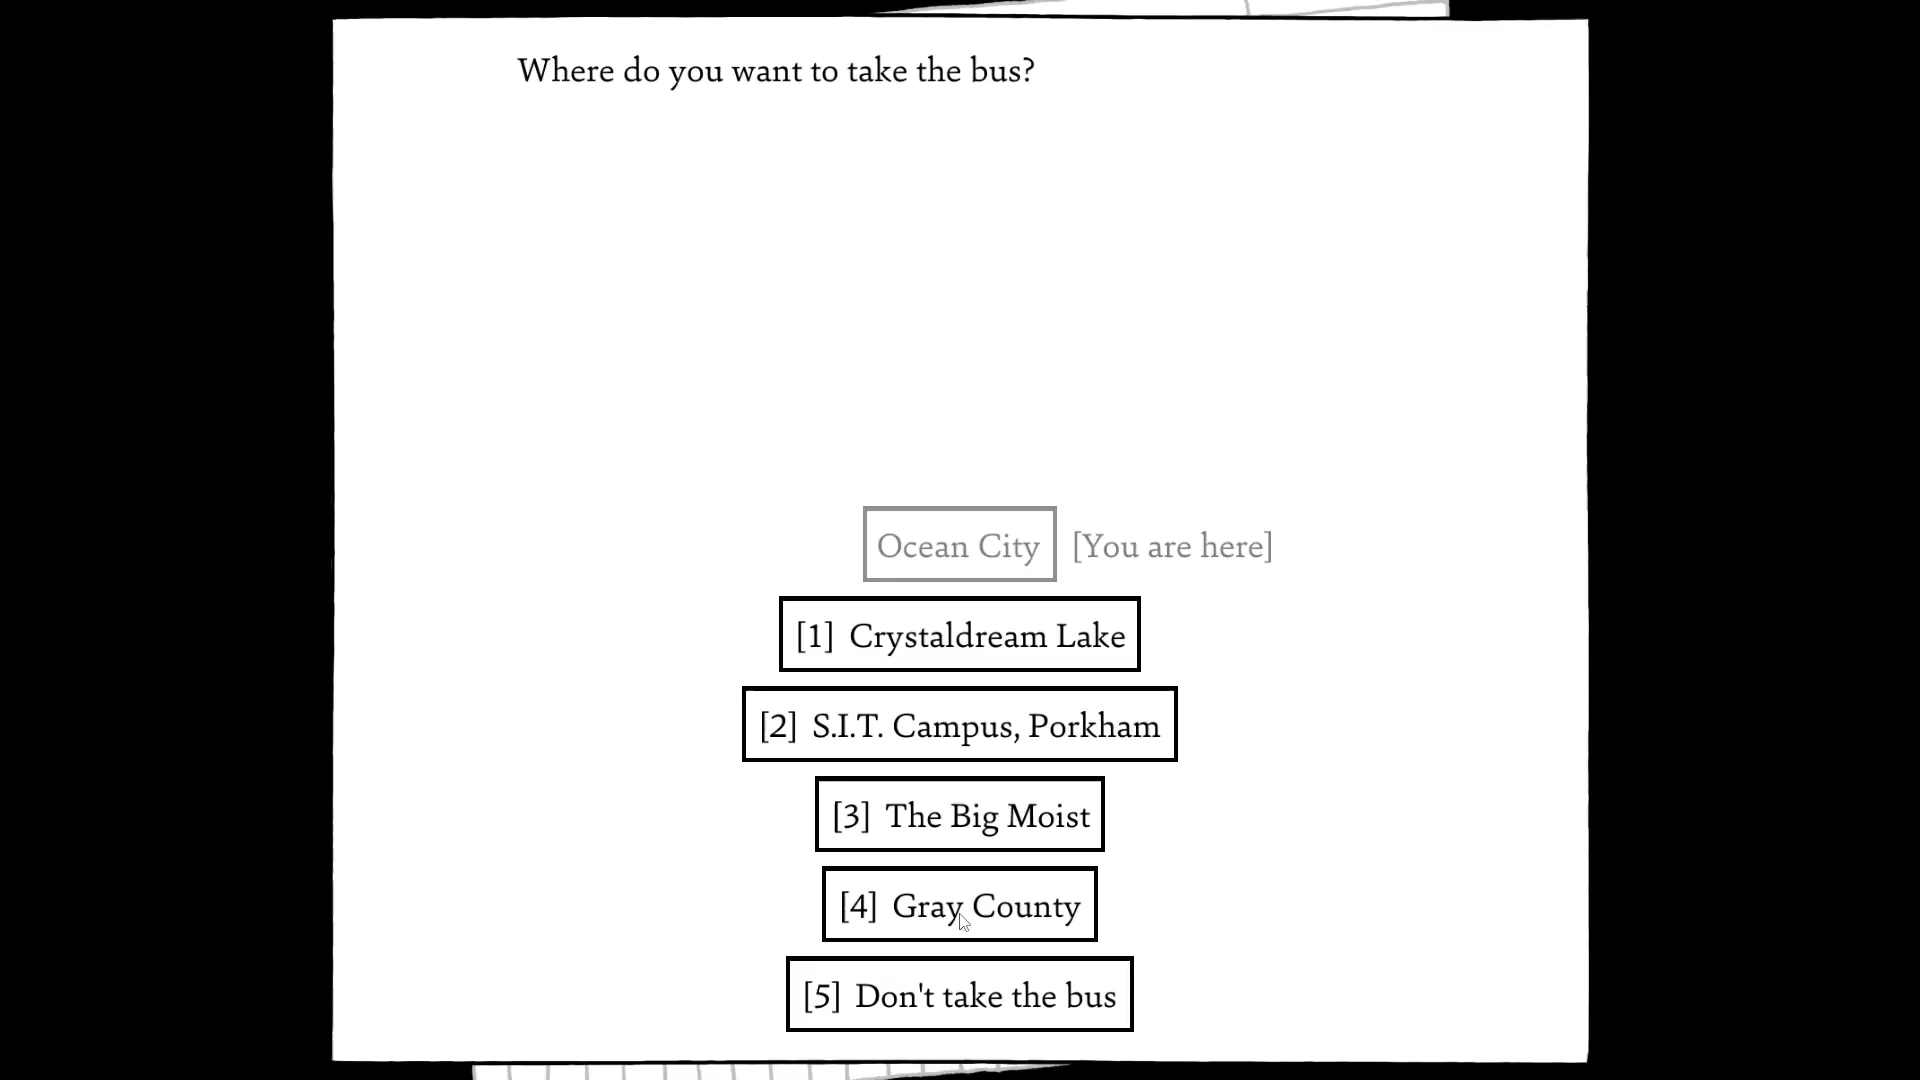 Where do you want to take the bus?
Ocean City [You are here]
[1] Crystaldream Lake
[2] S.I.T. Campus, Porkham
[3] The Big Moist
[4] Gray County
[5] Don't take the bus